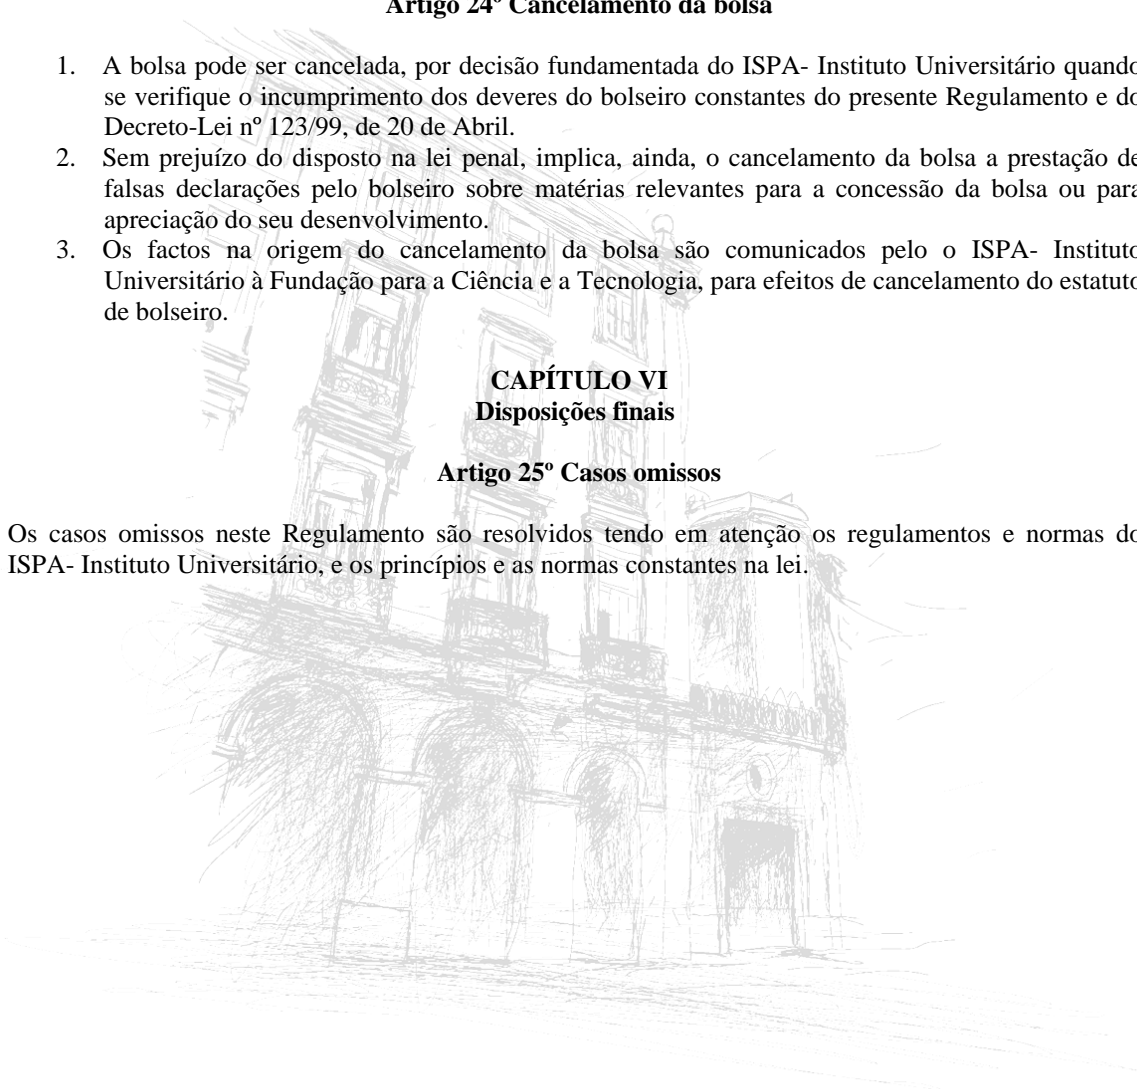 Artigo 24º Cancelamento da bolsa
1. A bolsa pode ser cancelada, por decisão fundamentada do ISPA- Instituto Universitário quando
se verifique o incumprimento dos deveres do bolseiro constantes do presente Regulamento e do
Decreto-Lei nº 123/99, de 20 de Abril.
2. Sem prejuízo do disposto na lei penal, implica, ainda, o cancelamento da bolsa a prestação de
falsas declarações pelo bolseiro sobre matérias relevantes para a concessão da bolsa ou para
apreciação do seu desenvolvimento.
3. Os factos na origem do cancelamento da bolsa são comunicados pelo o ISPA- Instituto
Universitário à Fundação para a Ciência e a Tecnologia, para efeitos de cancelamento do estatuto
de bolseiro.
CAPÍTULO VI
Disposições finais
Artigo 25º Casos omissos
Os casos omissos neste Regulamento são resolvidos tendo em atenção os regulamentos e normas do
ISPA- Instituto Universitário, e os princípios e as normas constantes na lei.